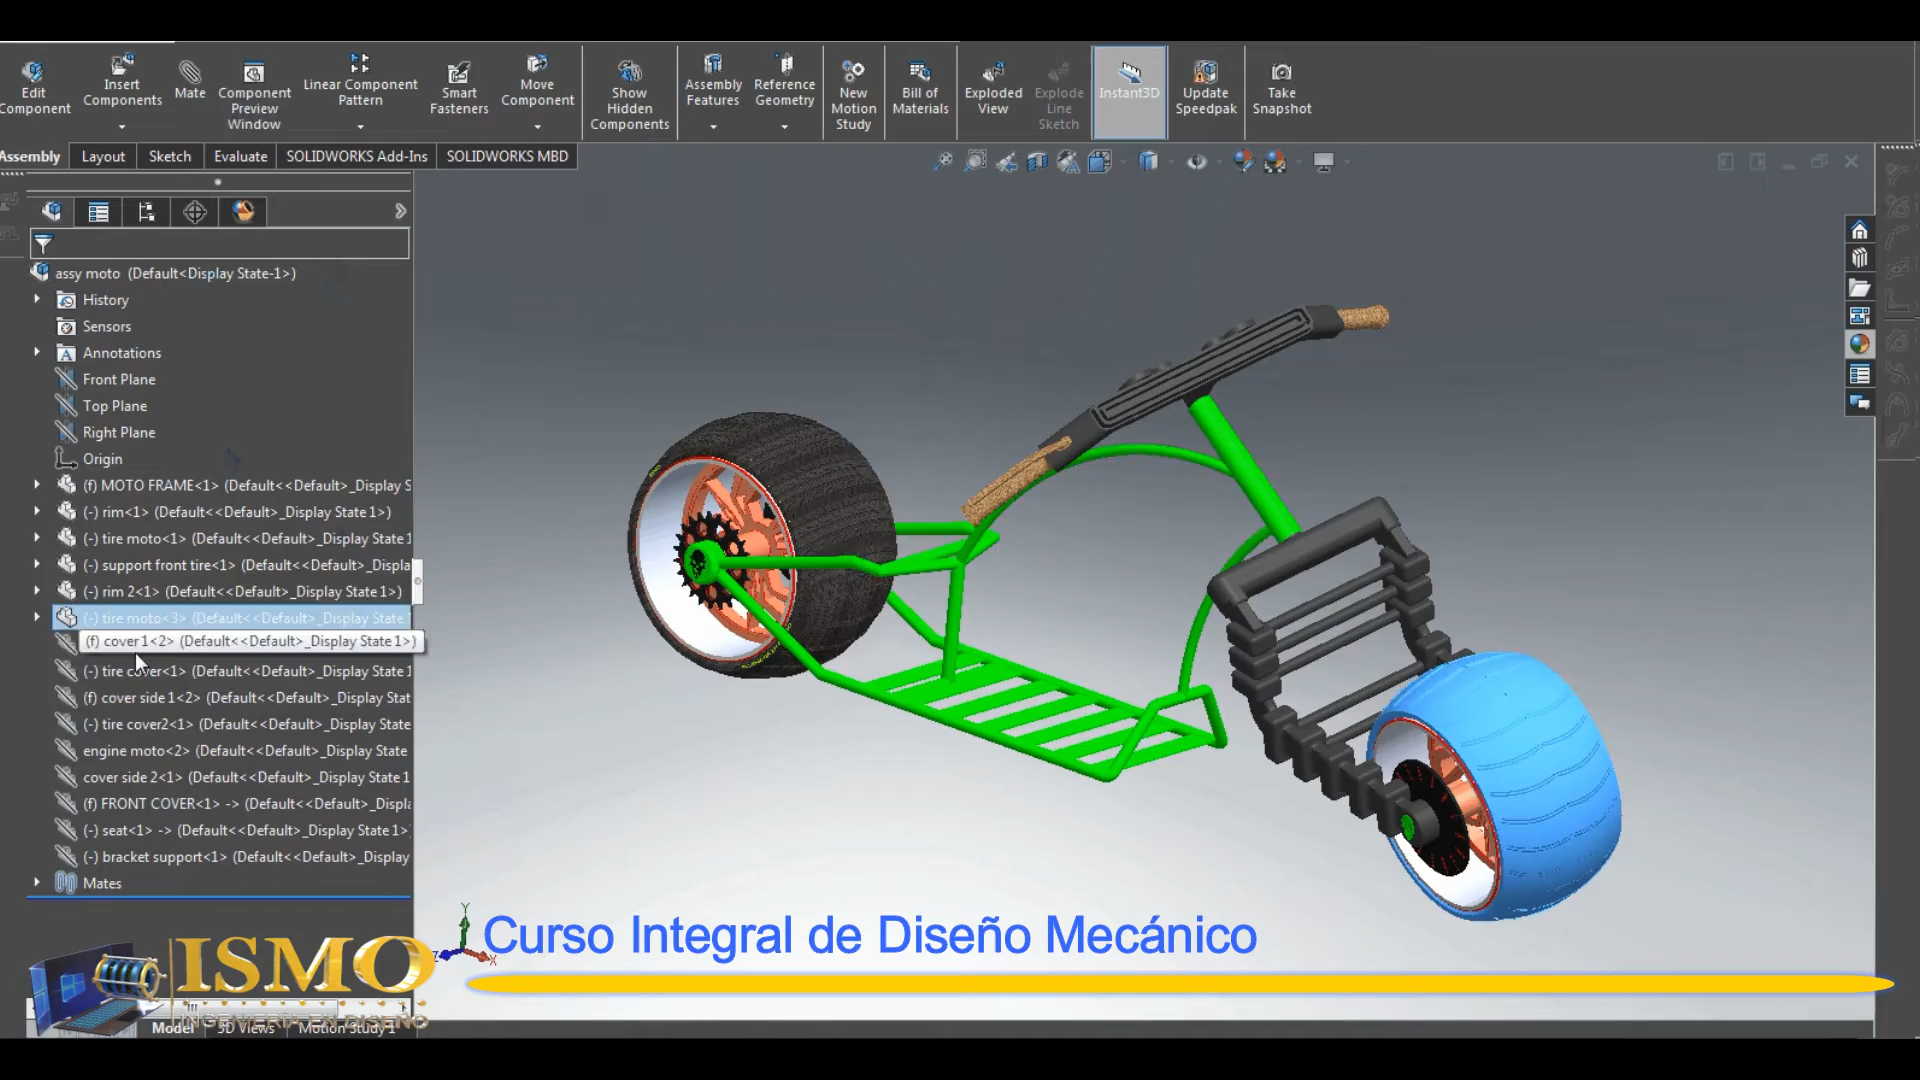 Edit
Component
Insert
Components
Mate
Component
Preview
Window
Linear Component
Pattern
Smart
Fasteners
Move
Component
Show
Hidden
Components
Assembly
Features
Reference
Geometry
New
Motion
Study
Bill of
Materials
Exploded
View
Explode
Line
Sketch
Instant3D
Update
Speedpak
Take
Snapshot
Assembly
Layout
Sketch
Evaluate
SOLIDWORKS Add-Ins
SOLIDWORKS MBD
assy moto (Default<Display State-1>)
History
Sensors
Annotations
Front Plane
Top Plane
Right Plane
Origin
(f) MOTO FRAME<1> (Default<<Default>_Display S
(-) rim<1> (Default<<Default>_Display State 1>)
(-) tire moto<1> (Default<<Default>_Display State 1
(-) support front tire<1> (Default<<Default>_Displa
(-) rim 2<1> (Default<<Default>_Display State 1>)
(-) tire moto<3> (Default<<Default>_Display State
(f) cover 1<2> (Default<<Default>_Display State 1>)
(-) tire cover<1> (Default<<Default>_Display State 1
(f) cover side 1<2> (Default<<Default>_Display Stat
(-) tire cover2<1> (Default<<Default>_Display State
engine moto<2> (Default<<Default>_Display State
cover side 2<1> (Default<<Default>_Display State 1
(f) FRONT COVER<1> -> (Default<<Default>_Displa
(-) seat<1> -> (Default<<Default>_Display State 1>)
(-) bracket support<1> (Default<<Default>_Display
Mates
Y
X
Z
Curso Integral de Diseño Mecánico
ISMO
INGENIERÍA EN DISEÑO
Model
3D Views
Motion Study 1